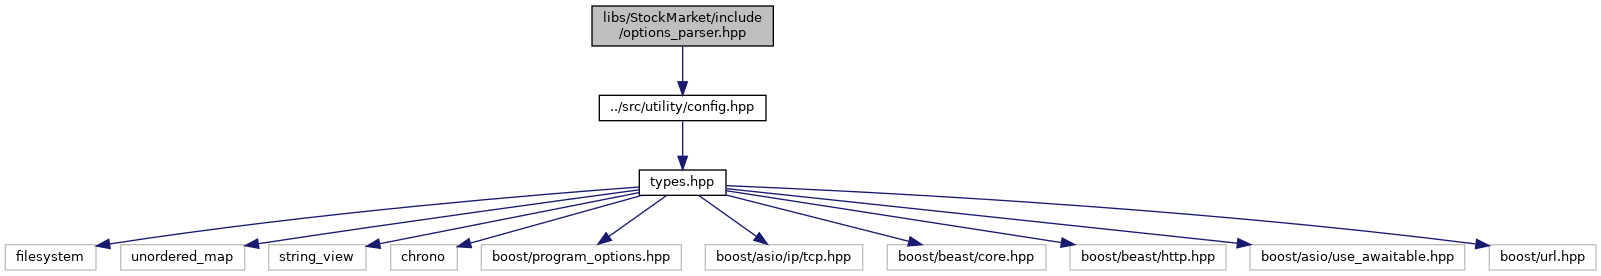 libs/StockMarket/include
/options_parser.hpp
../src/utility/config.hpp
types.hpp
filesystem
unordered_map
string_view
chrono
boost/program_options.hpp
boost/asio/ip/tcp.hpp
boost/beast/core.hpp
boost/beast/http.hpp
boost/asio/use_awaitable.hpp
boost/url.hpp